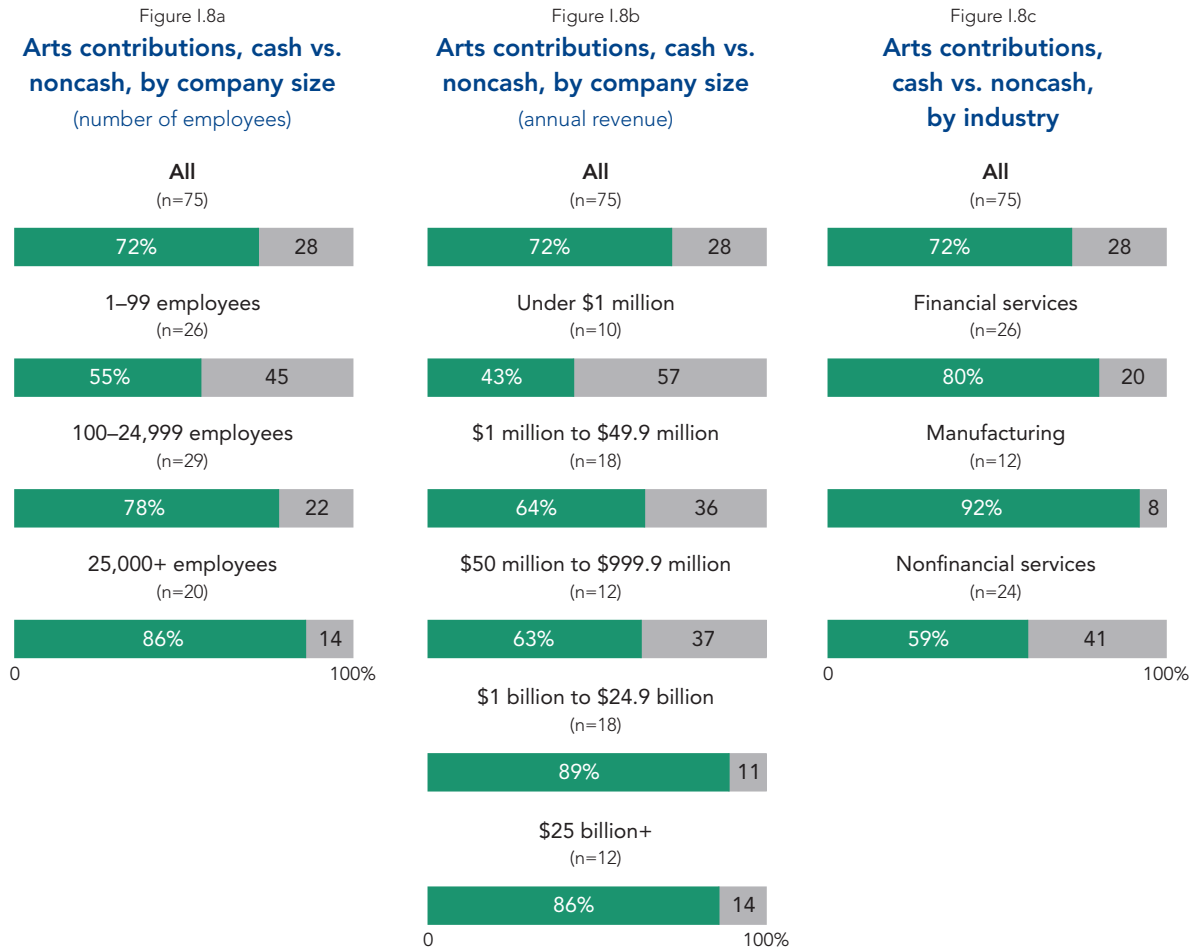 Figure I.8a
Arts contributions, cash vs.
noncash, by company size
(number of employees)
All
(n=75)
72% 28
1–99 employees
(n=26)
55% 45
100–24,999 employees
(n=29)
78% 22
25,000+ employees
(n=20)
86% 14
0 100%
Figure I.8b
Arts contributions, cash vs.
noncash, by company size
(annual revenue)
All
(n=75)
72% 28
Under $1 million
(n=10)
43% 57
$1 million to $49.9 million
(n=18)
64% 36
$50 million to $999.9 million
(n=12)
63% 37
$1 billion to $24.9 billion
(n=18)
89% 11
$25 billion+
(n=12)
86% 14
0 100%
Figure I.8c
Arts contributions,
cash vs. noncash,
by industry
All
(n=75)
72% 28
Financial services
(n=26)
80% 20
Manufacturing
(n=12)
92% 8
Nonfinancial services
(n=24)
59% 41
0 100%